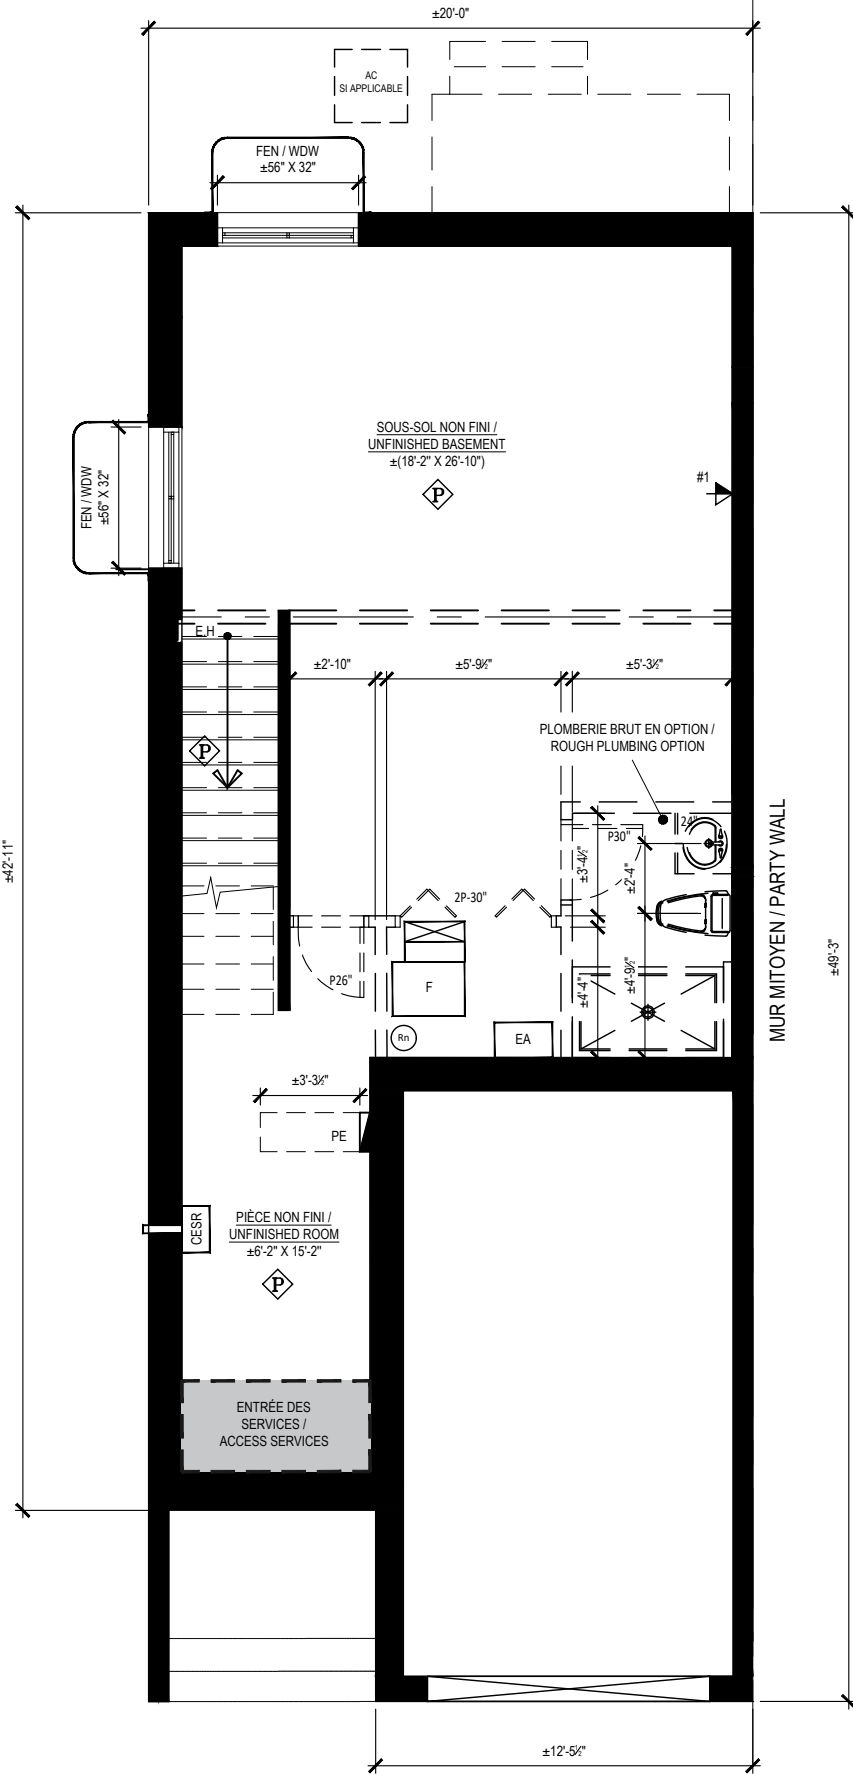 ±20'-0"
AC
SI APPLICABLE
FEN / WDW
±56" X 32"
FEN / WDW
±56" X 32"
SOUS-SOL NON FINI /
UNFINISHED BASEMENT
±(18'-2" X 26'-10")
P
#1
E.H
±2'-10"
±5'-9½"
±5'-3½"
P
PLOMBERIE BRUT EN OPTION /
ROUGH PLUMBING OPTION
24"
P30"
±3'-4½"
±2'-4"
MUR MITOYEN / PARTY WALL
±42'-11"
±49'-3"
2P-30"
P26"
F
±4'-4"
±4'-9½"
Rn
EA
±3'-3½"
PE
CESR
PIÈCE NON FINI /
UNFINISHED ROOM
±6'-2" X 15'-2"
P
ENTRÉE DES
SERVICES /
ACCESS SERVICES
±12'-5½"